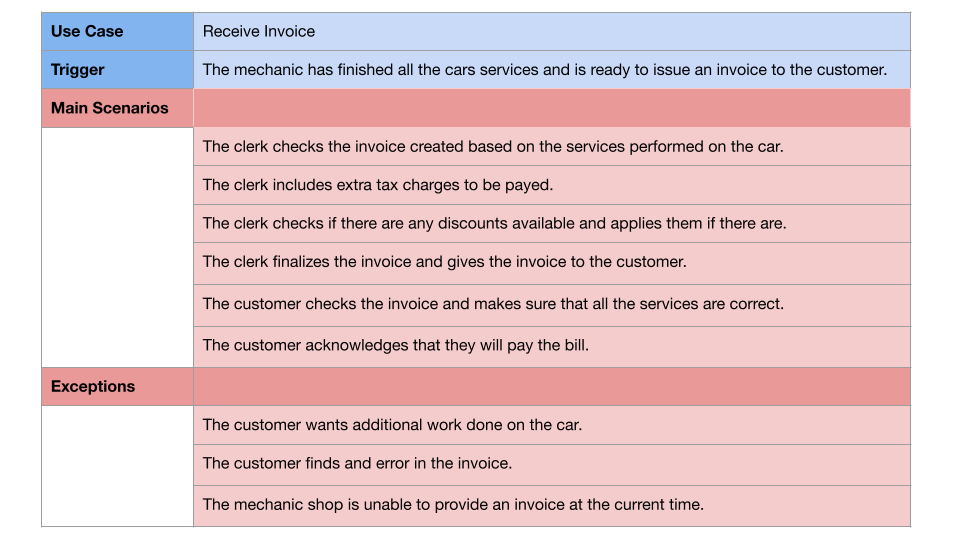 Use Case Receive Invoice
Trigger The mechanic has finished all the cars services and is ready to issue an invoice to the customer.
Main Scenarios
The clerk checks the invoice created based on the services performed on the car.
The clerk includes extra tax charges to be payed.
The clerk checks if there are any discounts available and applies them if there are.
The clerk finalizes the invoice and gives the invoice to the customer.
The customer checks the invoice and makes sure that all the services are correct.
The customer acknowledges that they will pay the bill.
Exceptions
The customer wants additional work done on the car.
The customer finds and error in the invoice.
The mechanic shop is unable to provide an invoice at the current time.